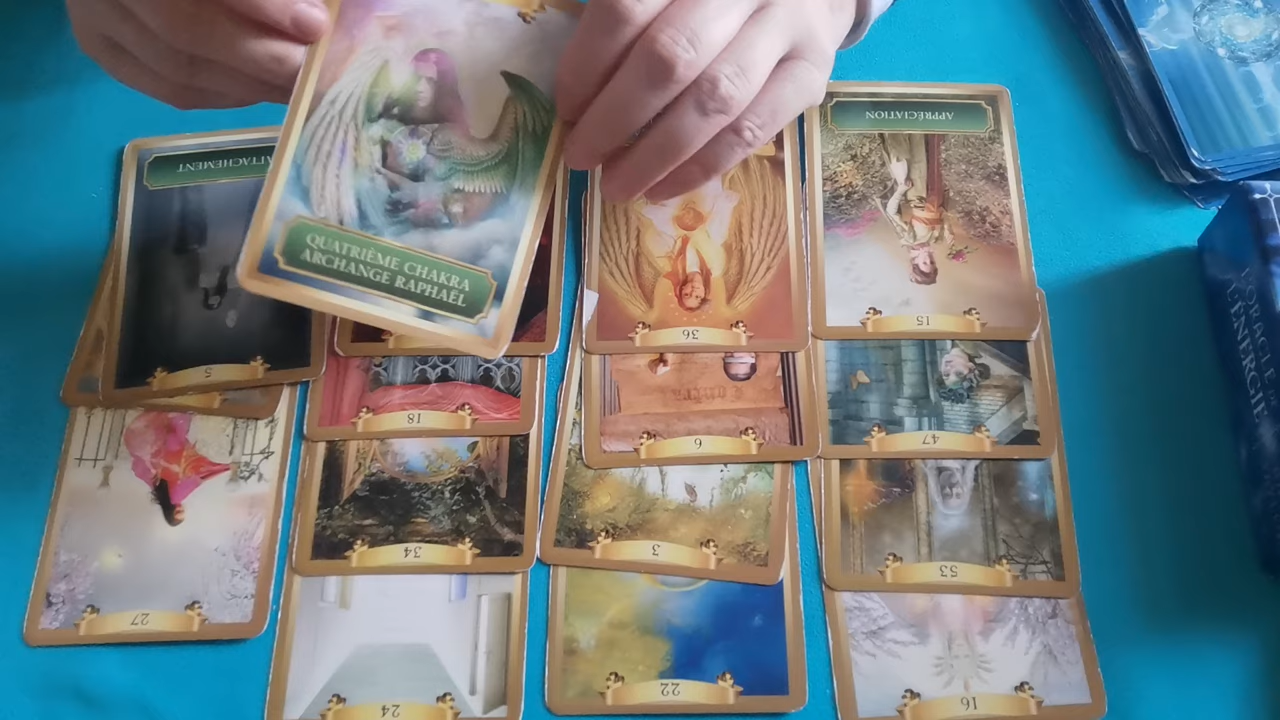 APPRÉCIATION
ATTACHEMENT
QUATRIÈME CHAKRA
ARCHANGE RAPHAËL
5
36
15
18
6
47
34
3
53
27
24
22
16
L'ORACLE DE
L'ÉNERGIE